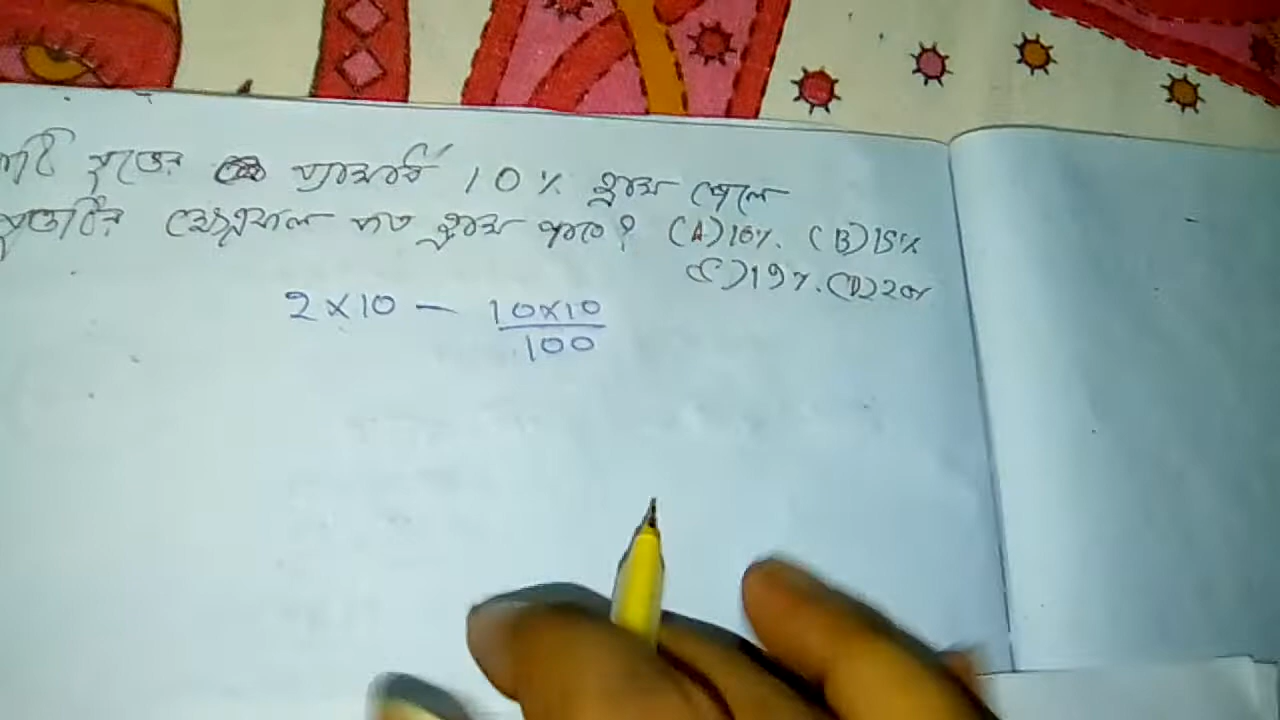 টি বৃত্তের ব্যাসার্ধ 10% হ্রাস পেলে
বৃত্তটির ক্ষেত্রফল কত হ্রাস পাবে? (A)10%. (B)15%
(C)19%. (D)20%
2×10 - 10×10
100